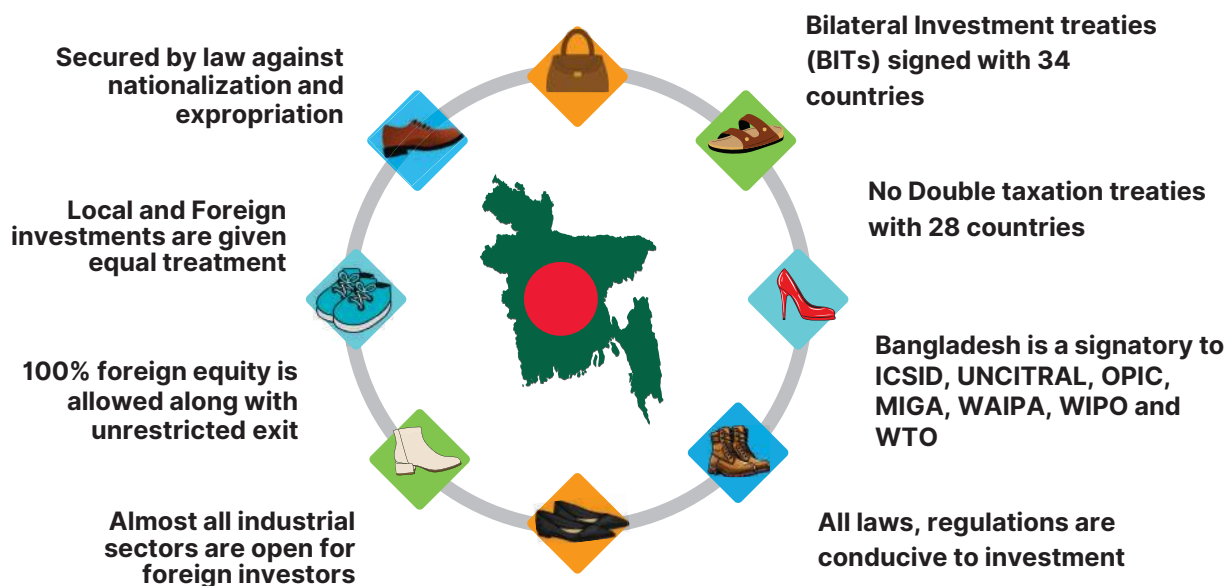 Secured by law against
nationalization and
expropriation
Local and Foreign
investments are given
equal treatment
100% foreign equity is
allowed along with
unrestricted exit
Almost all industrial
sectors are open for
foreign investors
Bilateral Investment treaties
(BITs) signed with 34
countries
No Double taxation treaties
with 28 countries
Bangladesh is a signatory to
ICSID, UNCITRAL, OPIC,
MIGA, WAIPA, WIPO and
WTO
All laws, regulations are
conducive to investment